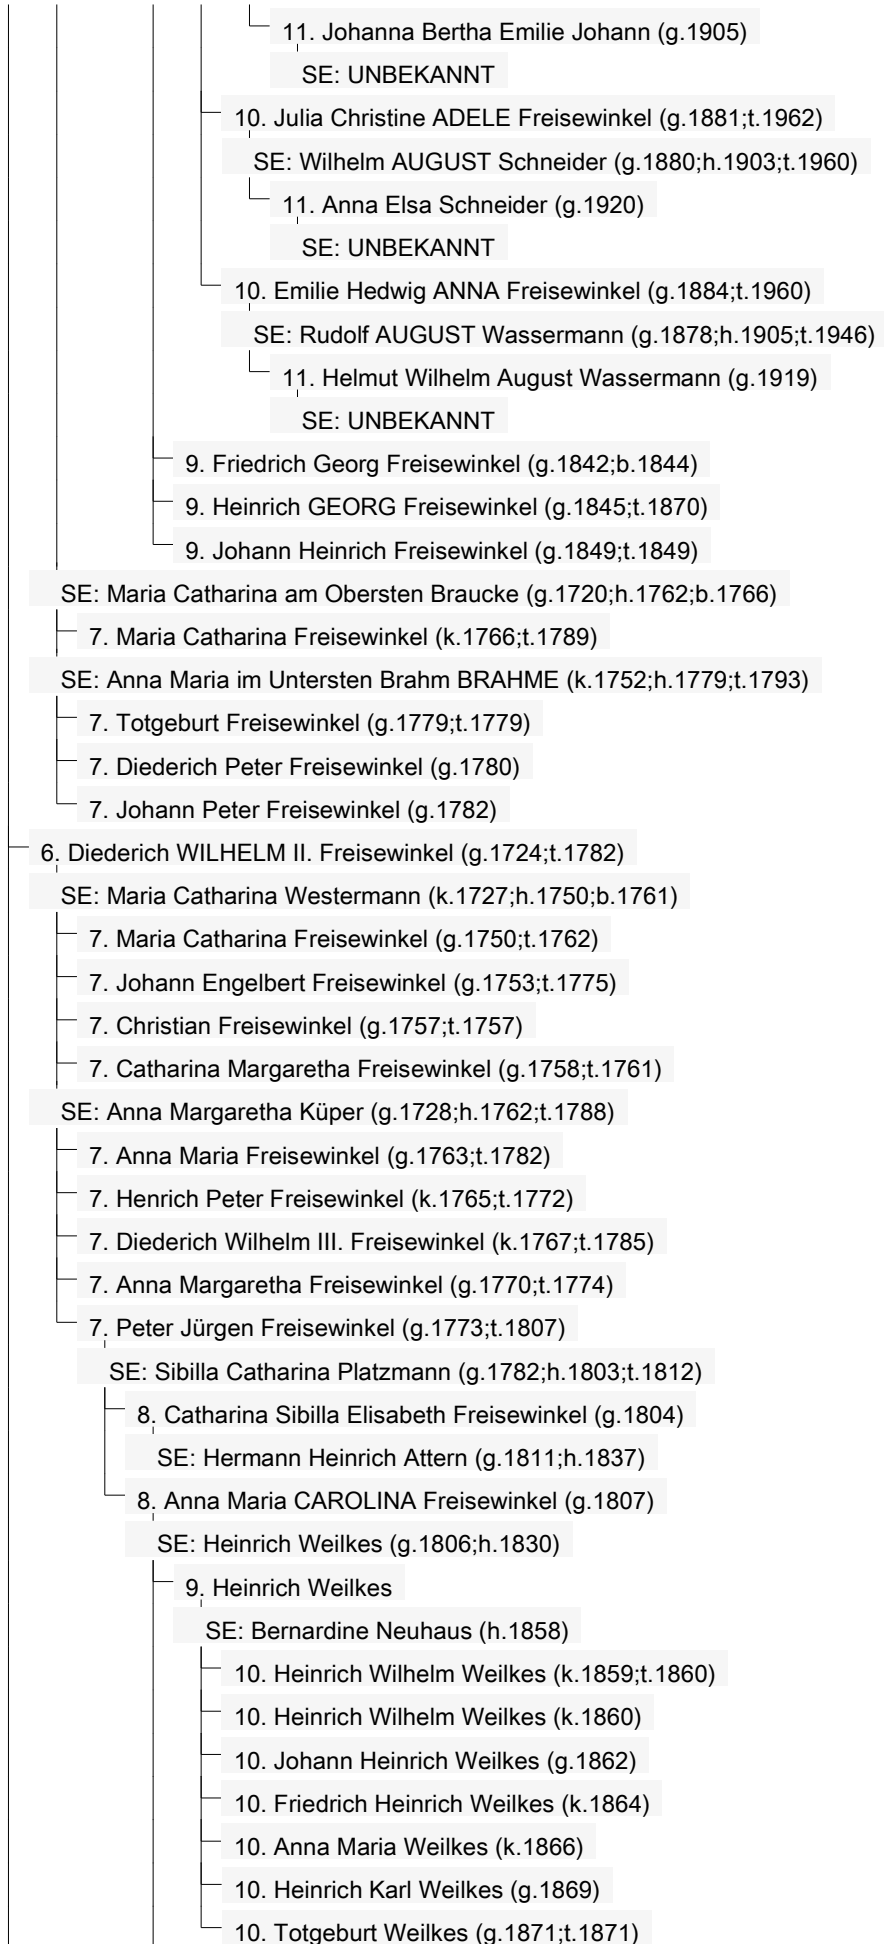 11. Johanna Bertha Emilie Johann (g.1905)
SE: UNBEKANNT
10. Julia Christine ADELE Freisewinkel (g.1881;t.1962)
SE: Wilhelm AUGUST Schneider (g.1880;h.1903;t.1960)
11. Anna Elsa Schneider (g.1920)
SE: UNBEKANNT
10. Emilie Hedwig ANNA Freisewinkel (g.1884;t.1960)
SE: Rudolf AUGUST Wassermann (g.1878;h.1905;t.1946)
11. Helmut Wilhelm August Wassermann (g.1919)
SE: UNBEKANNT
9. Friedrich Georg Freisewinkel (g.1842;b.1844)
9. Heinrich GEORG Freisewinkel (g.1845;t.1870)
9. Johann Heinrich Freisewinkel (g.1849;t.1849)
SE: Maria Catharina am Obersten Braucke (g.1720;h.1762;b.1766)
7. Maria Catharina Freisewinkel (k.1766;t.1789)
SE: Anna Maria im Untersten Brahm BRAHME (k.1752;h.1779;t.1793)
7. Totgeburt Freisewinkel (g.1779;t.1779)
7. Diederich Peter Freisewinkel (g.1780)
7. Johann Peter Freisewinkel (g.1782)
6. Diederich WILHELM II. Freisewinkel (g.1724;t.1782)
SE: Maria Catharina Westermann (k.1727;h.1750;b.1761)
7. Maria Catharina Freisewinkel (g.1750;t.1762)
7. Johann Engelbert Freisewinkel (g.1753;t.1775)
7. Christian Freisewinkel (g.1757;t.1757)
7. Catharina Margaretha Freisewinkel (g.1758;t.1761)
SE: Anna Margaretha Küper (g.1728;h.1762;t.1788)
7. Anna Maria Freisewinkel (g.1763;t.1782)
7. Henrich Peter Freisewinkel (k.1765;t.1772)
7. Diederich Wilhelm III. Freisewinkel (k.1767;t.1785)
7. Anna Margaretha Freisewinkel (g.1770;t.1774)
7. Peter Jürgen Freisewinkel (g.1773;t.1807)
SE: Sibilla Catharina Platzmann (g.1782;h.1803;t.1812)
8. Catharina Sibilla Elisabeth Freisewinkel (g.1804)
SE: Hermann Heinrich Attern (g.1811;h.1837)
8. Anna Maria CAROLINA Freisewinkel (g.1807)
SE: Heinrich Weilkes (g.1806;h.1830)
9. Heinrich Weilkes
SE: Bernardine Neuhaus (h.1858)
10. Heinrich Wilhelm Weilkes (k.1859;t.1860)
10. Heinrich Wilhelm Weilkes (k.1860)
10. Johann Heinrich Weilkes (g.1862)
10. Friedrich Heinrich Weilkes (k.1864)
10. Anna Maria Weilkes (k.1866)
10. Heinrich Karl Weilkes (g.1869)
10. Totgeburt Weilkes (g.1871;t.1871)